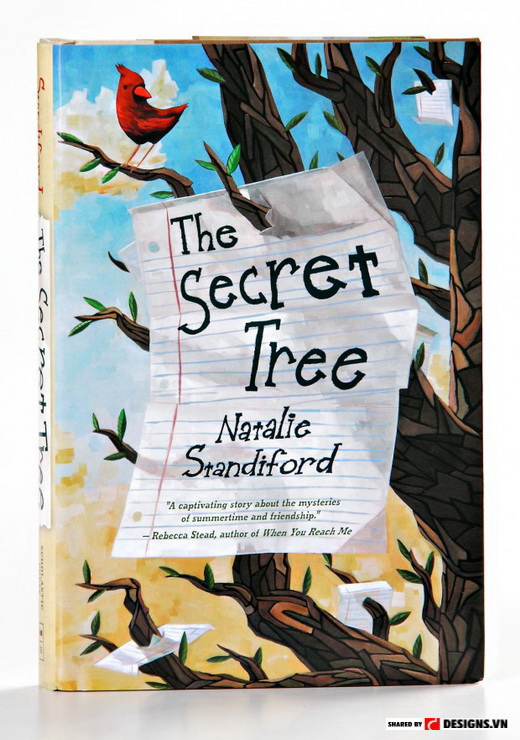 The
Secret
Tree
Natalie
Standiford
"A captivating story about the mysteries
of summertime and friendship."
— Rebecca Stead, author of When You Reach Me
Standiford
The Secret Tree
SCHOLASTIC
SHARED BY DESIGNS.VN